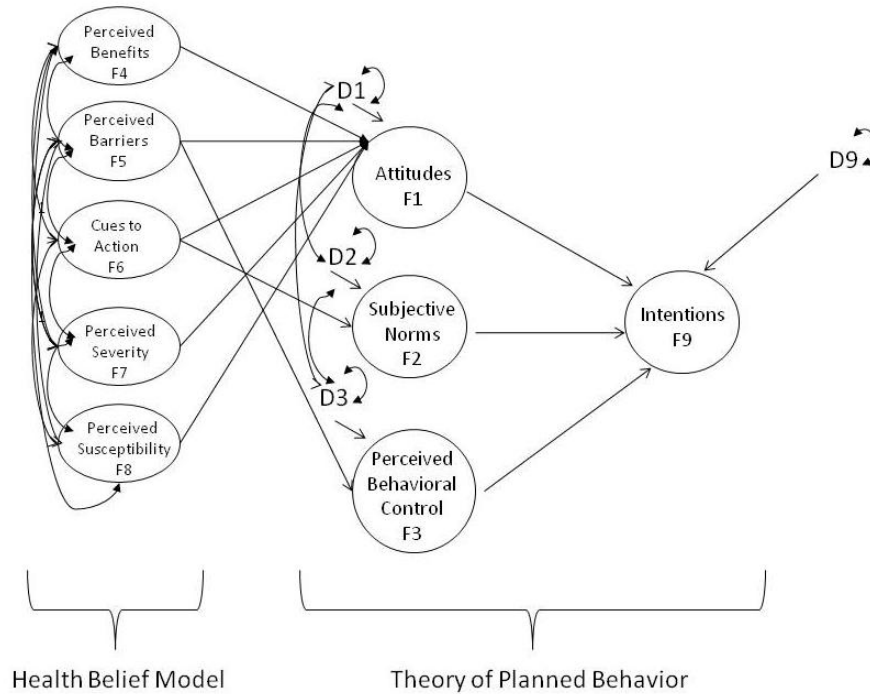 Perceived
Benefits
F4
Perceived
Barriers
F5
Cues to
Action
F6
Perceived
Severity
F7
Perceived
Susceptibility
F8
D1
Attitudes
F1
D2
Subjective
Norms
F2
D3
Perceived
Behavioral
Control
F3
D9
Intentions
F9
Health Belief Model
Theory of Planned Behavior